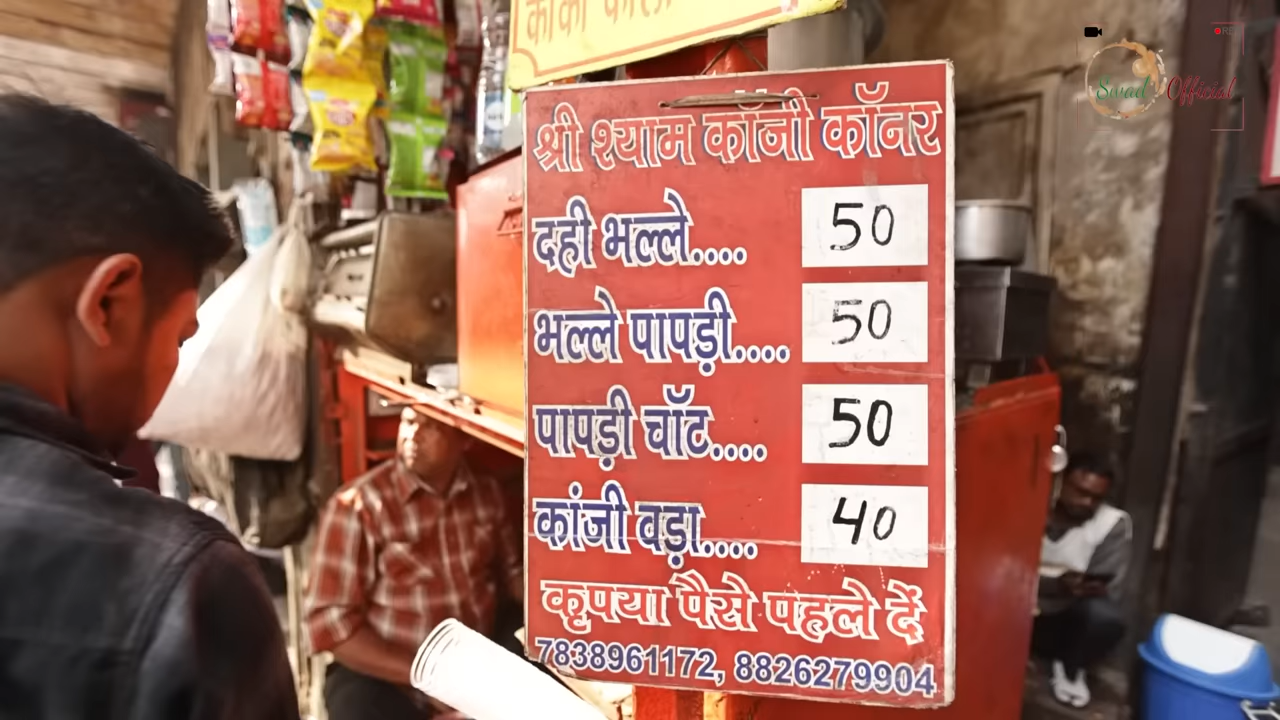 श्री श्याम कॉजी कॉनर
दही भल्ले.... 50
भल्ले पापड़ी.... 50
पापड़ी चॉट.... 50
कांजी वड़ा.... 40
कृपया पैसे पहले दें
7838961172, 8826279904
Swad Official